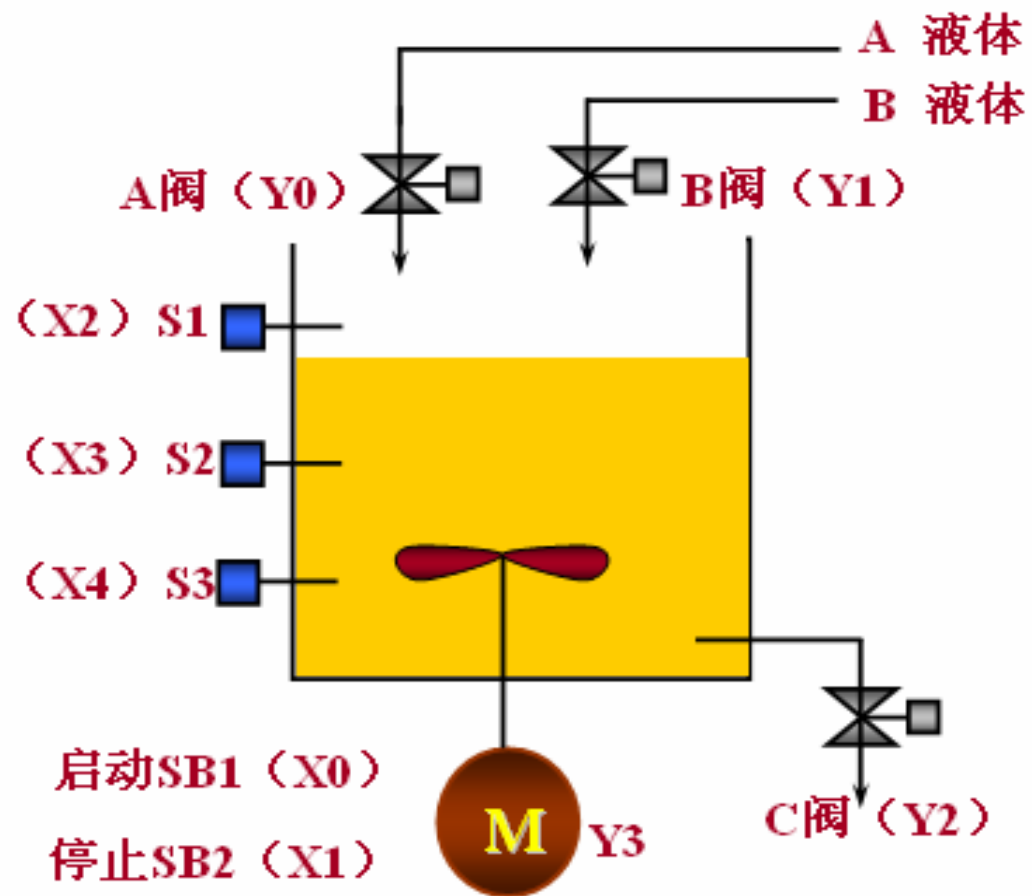 A 液体
B 液体
A阀（Y0）
B阀（Y1）
（X2）S1
（X3）S2
（X4）S3
启动SB1（X0）
停止SB2（X1）
M
Y3
C阀（Y2）